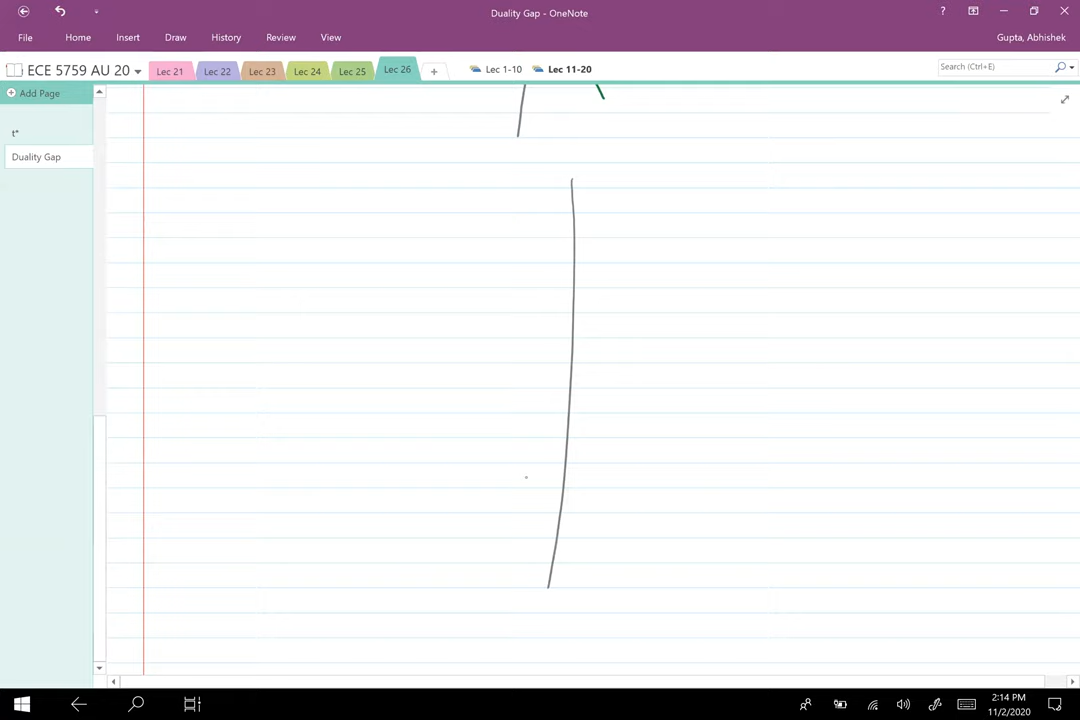 Duality Gap - OneNote
?
File Home Insert Draw History Review View Gupta, Abhishek
ECE 5759 AU 20 Lec 21 Lec 22 Lec 23 Lec 24 Lec 25 Lec 26 + Lec 1-10 Lec 11-20 Search (Ctrl+E)
Add Page
t*
Duality Gap
2:14 PM
11/2/2020